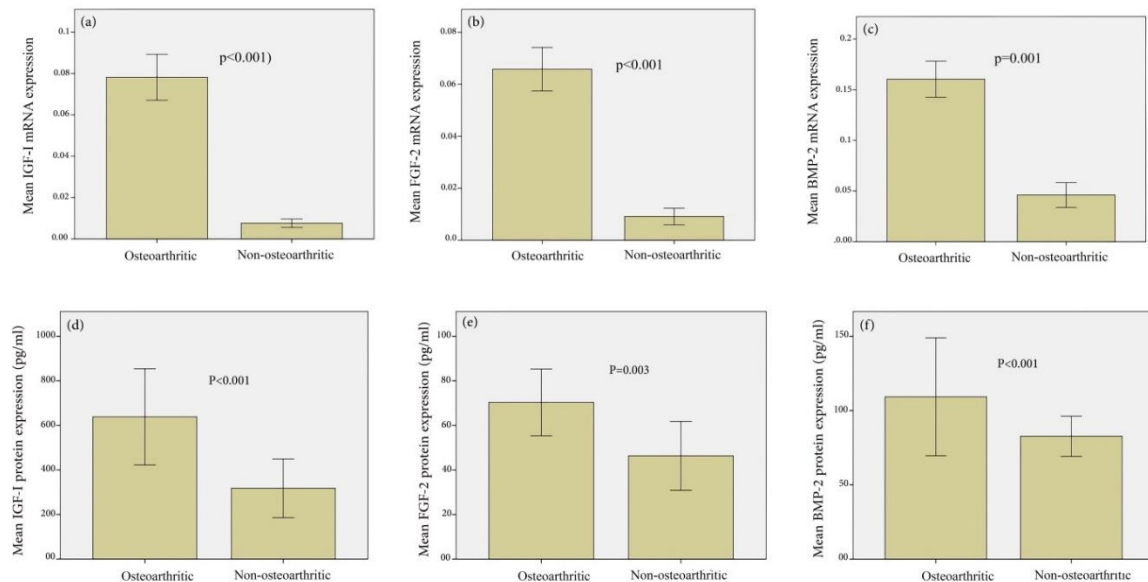 (a)
p<0.001)
Mean IGF-I mRNA expression
0.1
0.08
0.06
0.04
0.02
0.00
Osteoarthritic
Non-osteoarthritic
(b)
p<0.001
Mean FGF-2 mRNA expression
0.08
0.06
0.04
0.02
0.0
Osteoarthritic
Non-osteoarthritic
(c)
p=0.001
Mean BMP-2 mRNA expression
0.2
0.15
0.10
0.05
.00
Osteoarthritic
Non-osteoarthritic
(d)
P<0.001
Mean IGF-I protein expression (pg/ml)
1000
800
600
400
200
00
Osteoarthritic
Non-osteoarthritic
(e)
P=0.003
Mean FGF-2 protein expression (pg/ml)
100
80
60
40
20
00
Osteoarthritic
Non-osteoarthritic
(f)
P<0.001
Mean BMP-2 protein expression (pg/ml)
150
100
50
00
Osteoarthritic
Non-osteoarthritic